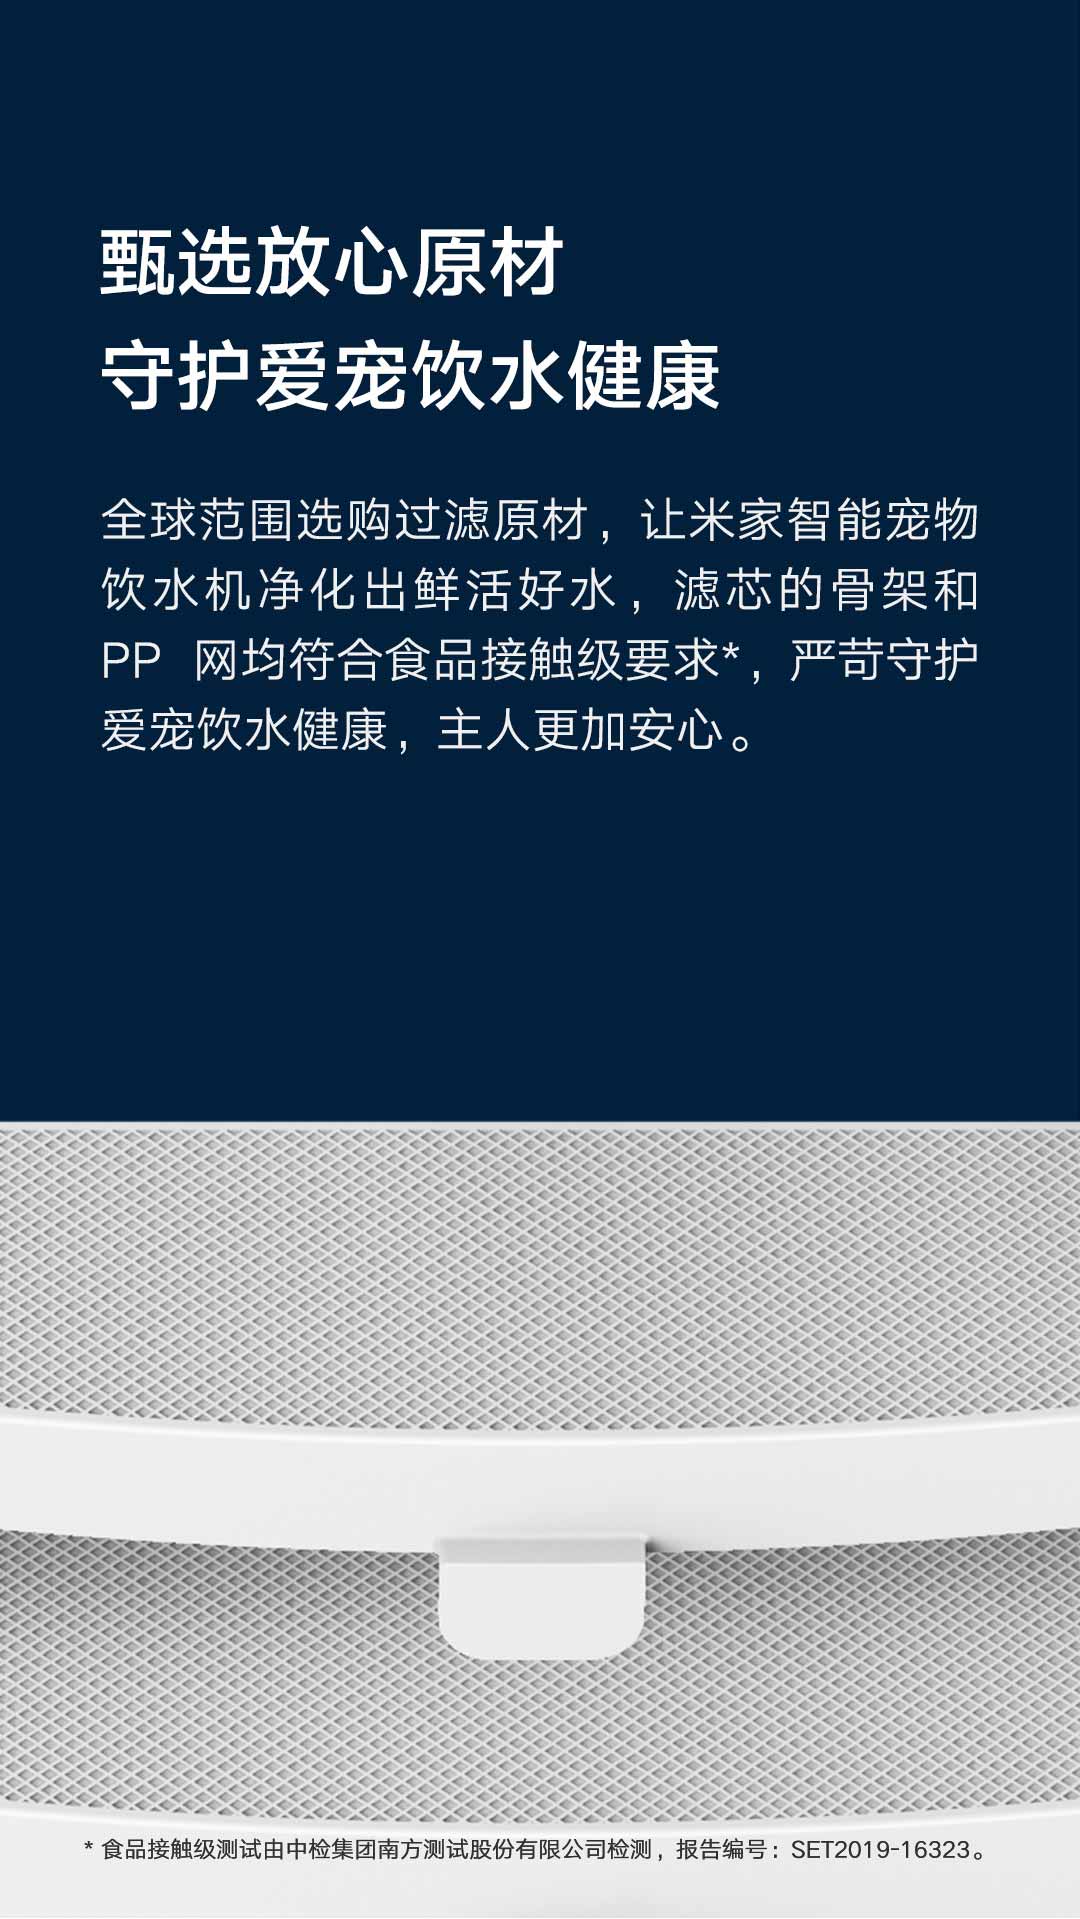 甄选放心原材
守护爱宠饮水健康
全球范围选购过滤原材，让米家智能宠物
饮水机净化出鲜活好水，滤芯的骨架和
PP 网均符合食品接触级要求*，严苛守护
爱宠饮水健康，主人更加安心。
* 食品接触级测试由中检集团南方测试股份有限公司检测，报告编号：SET2019-16323。